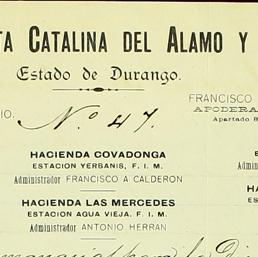 TA CATALINA DEL ALAMO Y
Estado de Durango.
FRANCISCO
APODERA
Apartado
IO. No. 47.
HACIENDA COVADONGA
ESTACION YERBANIS, F. I. M.
Administrador FRANCISCO A CALDERON
HACIENDA LAS MERCEDES
ESTACION AGUA VIEJA. F. I. M.
Administrador ANTONIO HERRAN